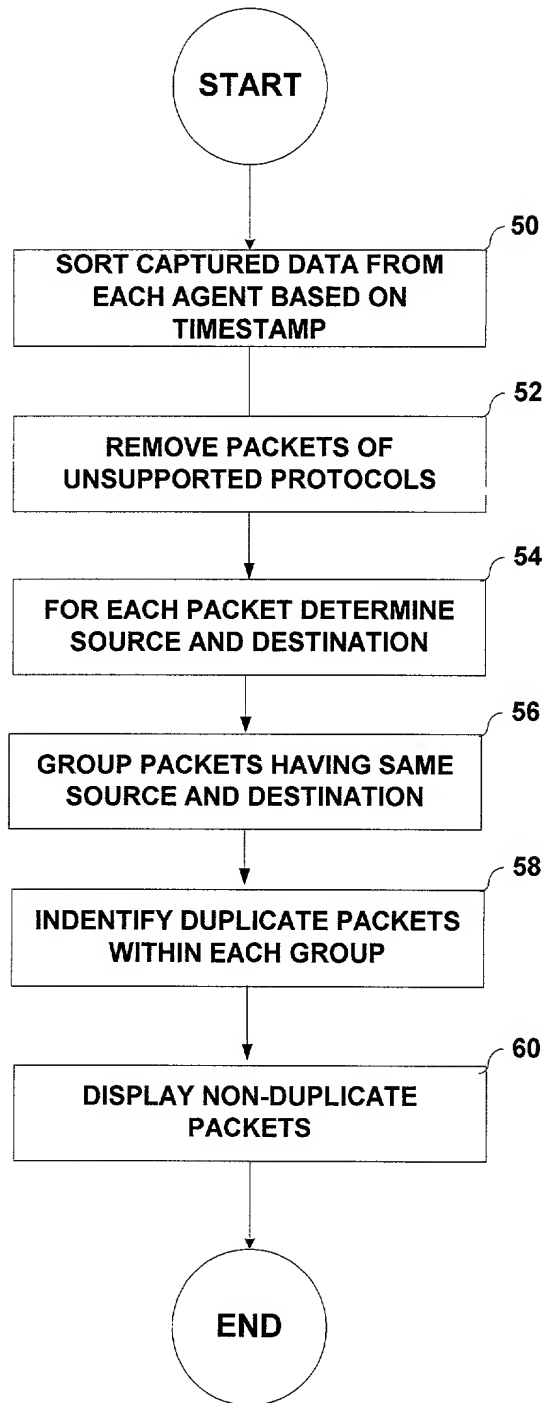 START
50
SORT CAPTURED DATA FROM
EACH AGENT BASED ON
TIMESTAMP
52
REMOVE PACKETS OF
UNSUPPORTED PROTOCOLS
54
FOR EACH PACKET DETERMINE
SOURCE AND DESTINATION
56
GROUP PACKETS HAVING SAME
SOURCE AND DESTINATION
58
INDENTIFY DUPLICATE PACKETS
WITHIN EACH GROUP
60
DISPLAY NON-DUPLICATE
PACKETS
END